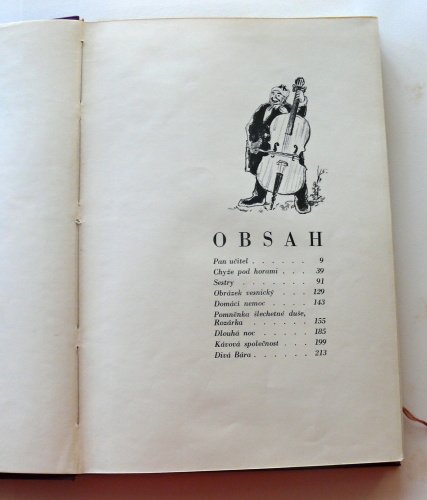 OBSAH
Pan učitel . . . . . . 9
Chyže pod horami . . . 39
Sestry . . . . . . . 91
Obrázek vesnický . . . . 129
Domácí nemoc . . . . 143
Pomněnka šlechetné duše,
Rozárka . . . . . . 155
Dlouhá noc . . . . . 185
Kávová společnost . . . 199
Divá Bára . . . . . 213